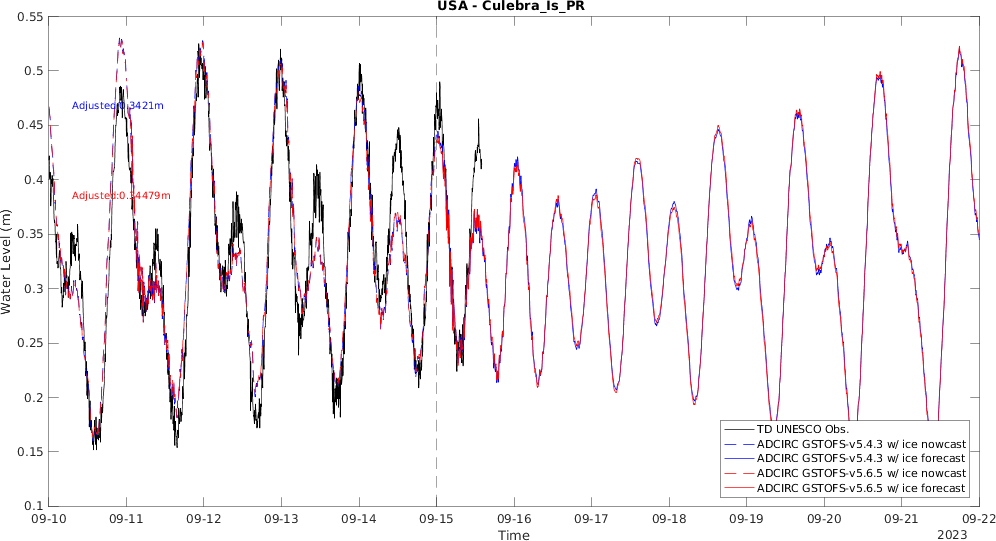 USA - Culebra_Is_PR
0.55
0.5
0.45
0.4
0.35
0.3
0.25
0.2
0.15
0.1
Water Level (m)
Adjusted:0.3421m
Adjusted:0.34479m
TD UNESCO Obs.
ADCIRC GSTOFS-v5.4.3 w/ ice nowcast
ADCIRC GSTOFS-v5.4.3 w/ ice forecast
ADCIRC GSTOFS-v5.6.5 w/ ice nowcast
ADCIRC GSTOFS-v5.6.5 w/ ice forecast
09-10 09-11 09-12 09-13 09-14 09-15 09-16 09-17 09-18 09-19 09-20 09-21 09-22
Time
2023